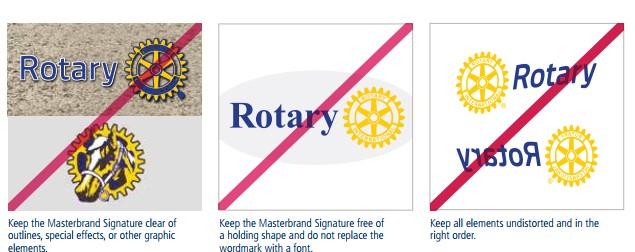 Rotary
Keep the Masterbrand Signature clear of
outlines, special effects, or other graphic
elements.
Rotary
Keep the Masterbrand Signature free of
a holding shape and do not replace the
wordmark with a font.
Rotary
Rotary
Keep all elements undistorted and in the
right order.